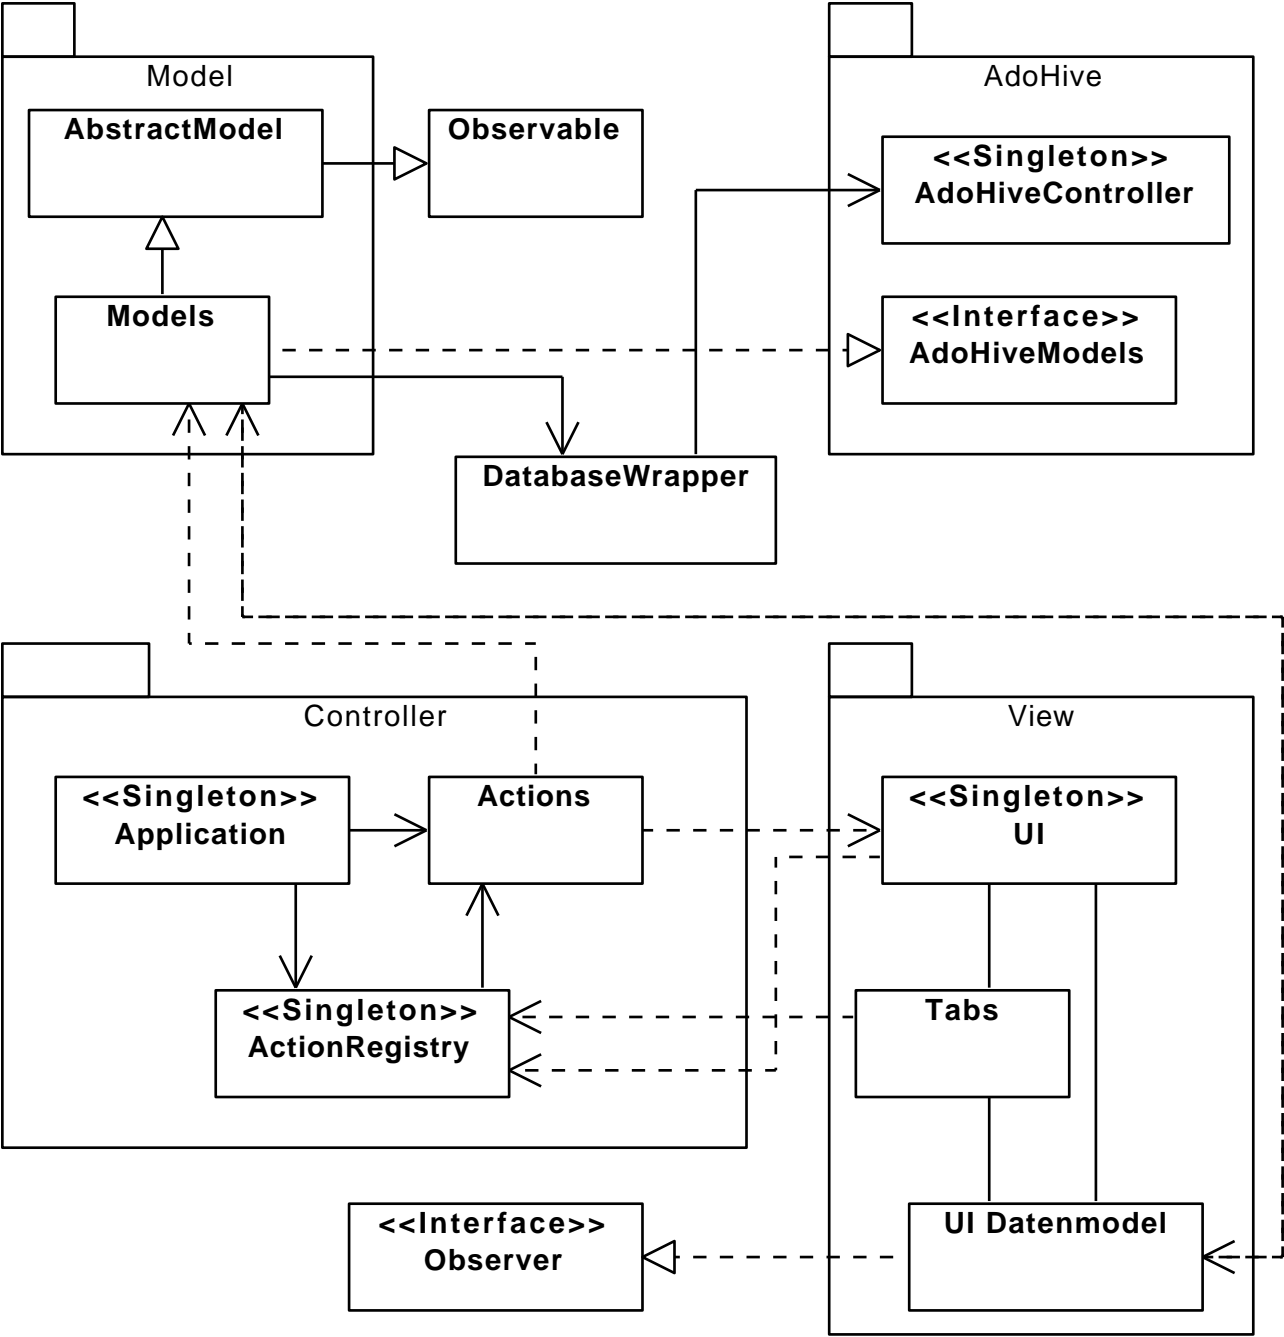 Model
AbstractModel
Observable
Models
AdoHive
<<Singleton>>
AdoHiveController
<<Interface>>
AdoHiveModels
DatabaseWrapper
Controller
<<Singleton>>
Application
Actions
<<Singleton>>
ActionRegistry
View
<<Singleton>>
UI
Tabs
UI Datenmodel
<<Interface>>
Observer